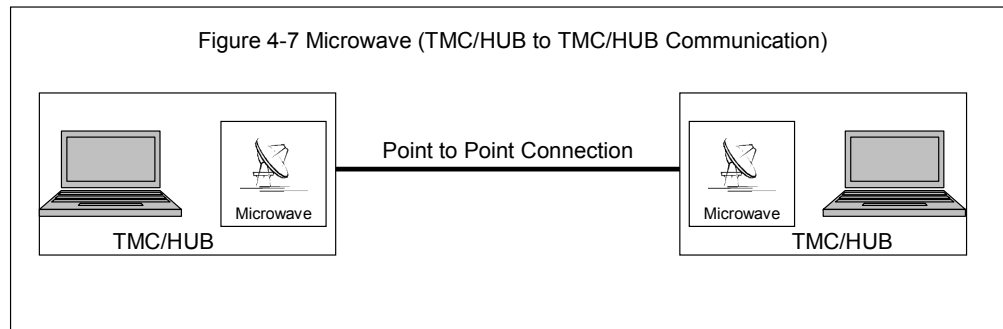 Figure 4-7 Microwave (TMC/HUB to TMC/HUB Communication)
Point to Point Connection
Microwave
TMC/HUB
Microwave
TMC/HUB